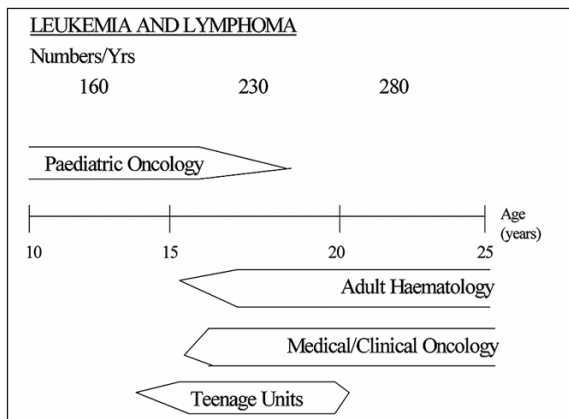 LEUKEMIA AND LYMPHOMA
Numbers/Yrs
160 230 280
Paediatric Oncology
Age
(years)
10 15 20 25
Adult Haematology
Medical/Clinical Oncology
Teenage Units